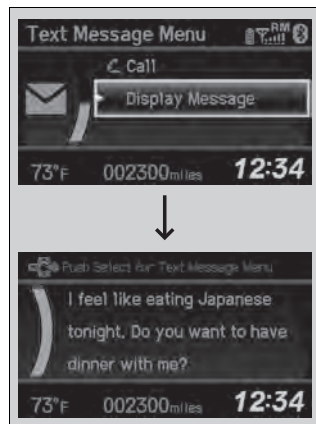 Text Message Menu RM
Call
Display Message
73°F 002300miles 12:34
Push Select for Text Message Menu
I feel like eating Japanese
tonight. Do you want to have
dinner with me?
73°F 002300miles 12:34